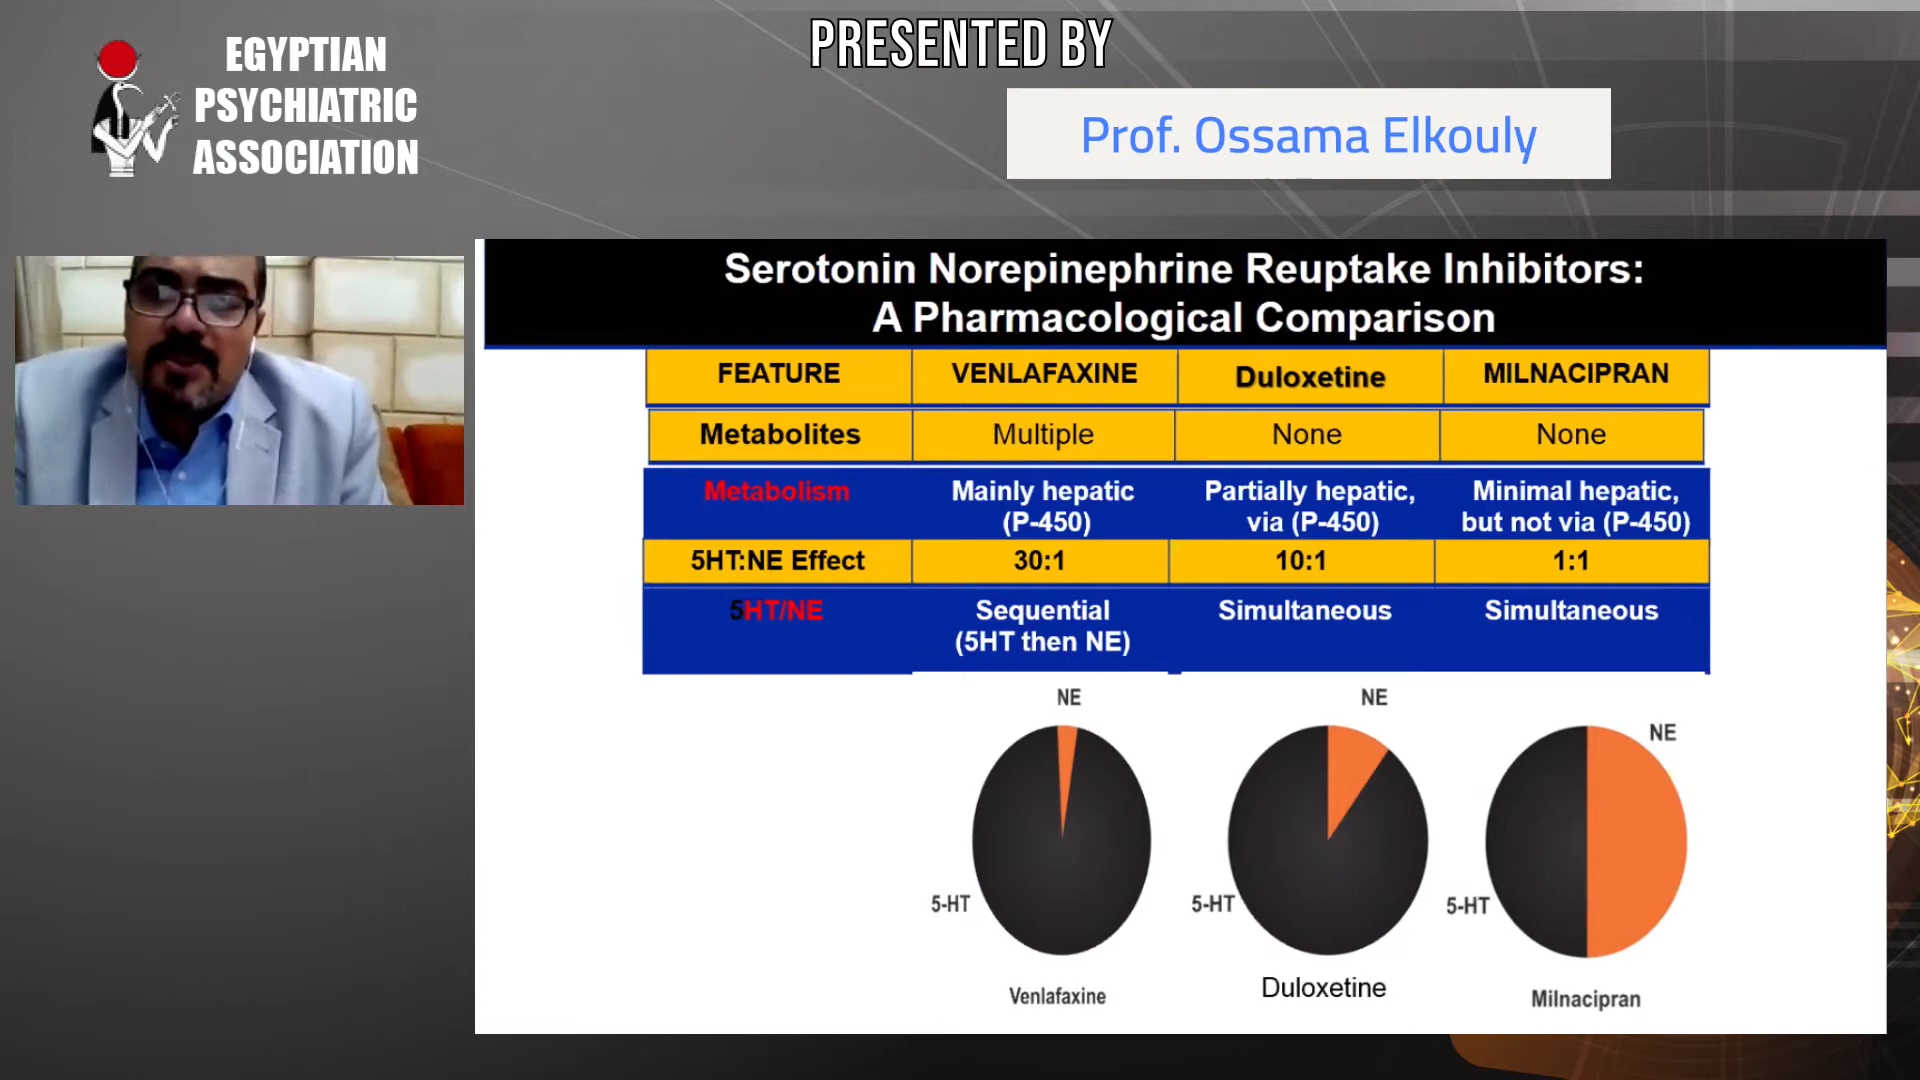 EGYPTIAN
PSYCHIATRIC
ASSOCIATION
PRESENTED BY
Prof. Ossama Elkouly
Serotonin Norepinephrine Reuptake Inhibitors:
A Pharmacological Comparison
FEATURE VENLAFAXINE Duloxetine MILNACIPRAN
Metabolites Multiple None None
Metabolism Mainly hepatic Partially hepatic, Minimal hepatic,
(P-450) via (P-450) but not via (P-450)
5HT:NE Effect 30:1 10:1 1:1
5HT/NE Sequential Simultaneous Simultaneous
(5HT then NE)
NE NE NE
5-HT 5-HT 5-HT
Venlafaxine Duloxetine Milnacipran